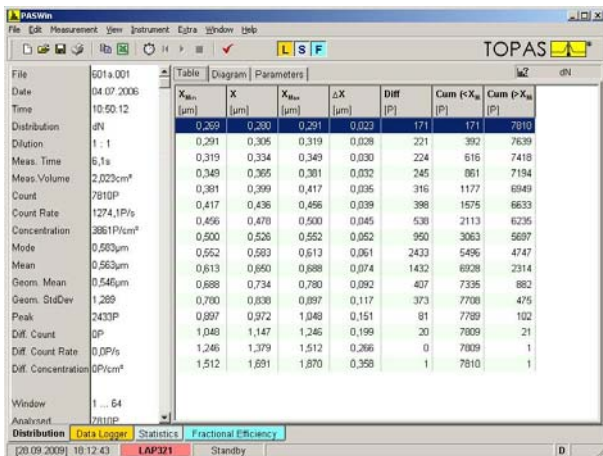 PASWin
File Edit Measurement View Instrument Extra Window Help
L S F TOPAS
Table Diagram Parameters dN
File 601a.001
Date 04.07.2006
Time 10:50:12
Distribution dN
Dilution 1 : 1
Meas. Time 6,1s
Meas.Volume 2,023cm³
Count 7810P
Count Rate 1274,1P/s
Concentration 3861P/cm³
Mode 0,583µm
Mean 0,563µm
Geom. Mean 0,546µm
Geom. StdDev 1,289
Peak 2433P
Diff. Count 0P
Diff. Count Rate 0,0P/s
Diff. Concentration 0P/cm³
Window 1 ... 64
Analysed 7810P
X Min X X Max ΔX Diff Cum (<X Cum (>X
[µm] [µm] [µm] [µm] [P] [P] [P]
0,269 0,280 0,291 0,023 171 171 7810
0,291 0,305 0,319 0,028 221 392 7639
0,319 0,334 0,349 0,030 224 616 7418
0,349 0,365 0,381 0,032 245 861 7194
0,381 0,399 0,417 0,035 316 1177 6949
0,417 0,436 0,456 0,039 398 1575 6633
0,456 0,478 0,500 0,045 538 2113 6235
0,500 0,526 0,552 0,052 950 3063 5697
0,552 0,583 0,613 0,061 2433 5496 4747
0,613 0,650 0,688 0,074 1432 6928 2314
0,688 0,734 0,780 0,092 407 7335 882
0,780 0,838 0,897 0,117 373 7708 475
0,897 0,972 1,048 0,151 81 7789 102
1,048 1,147 1,246 0,199 20 7809 21
1,246 1,379 1,512 0,266 0 7809 1
1,512 1,691 1,870 0,358 1 7810 1
Distribution Data Logger Statistics Fractional Efficiency
[28.09.2009] 18:12:43 LAP321 Standby D